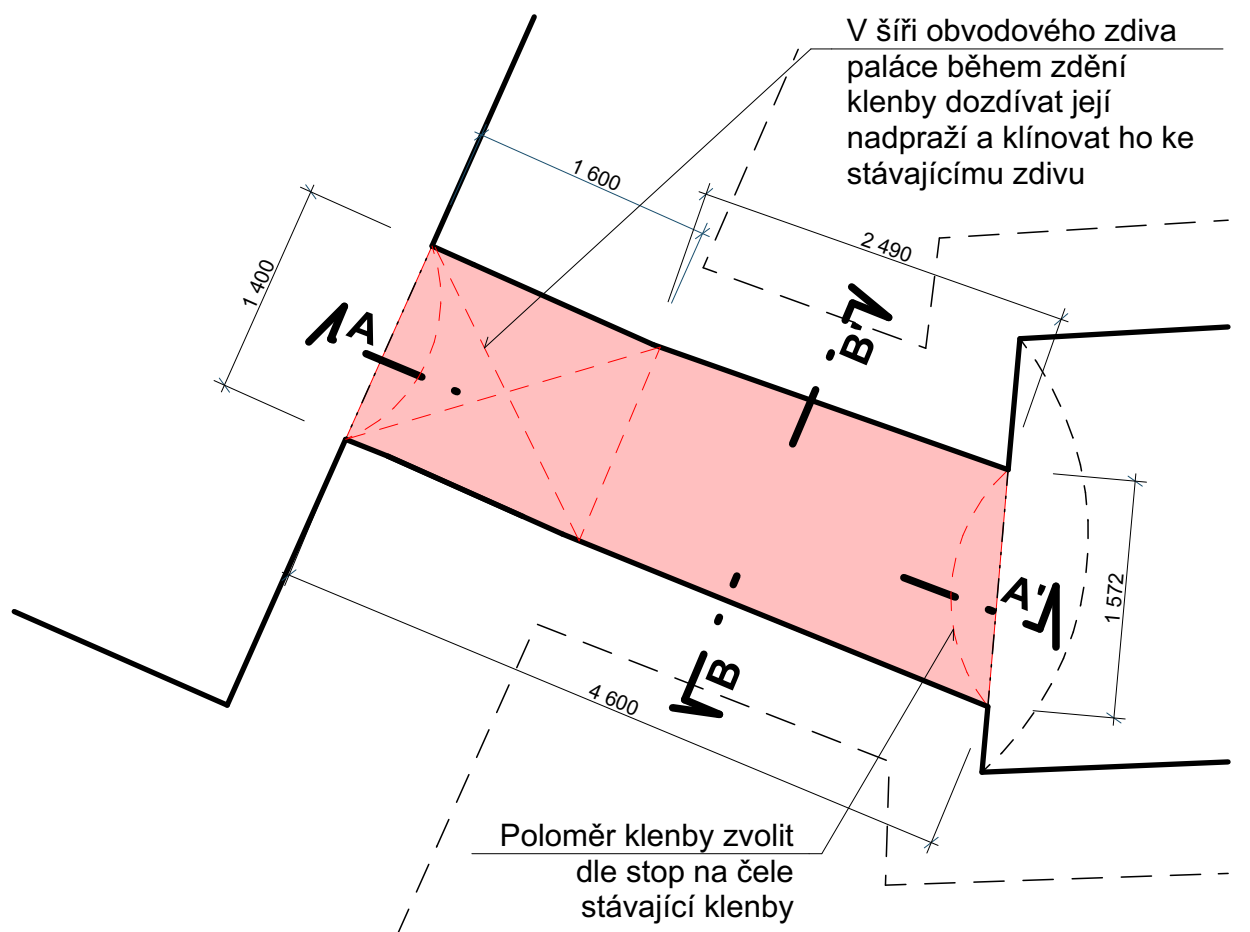 V šíři obvodového zdiva
paláce během zdění
klenby dozdívat její
nadpraží a klínovat ho ke
stávajícímu zdivu
1 600
2 490
1 400
A
B'
A'
1 572
B
4 600
Poloměr klenby zvolit
dle stop na čele
stávající klenby